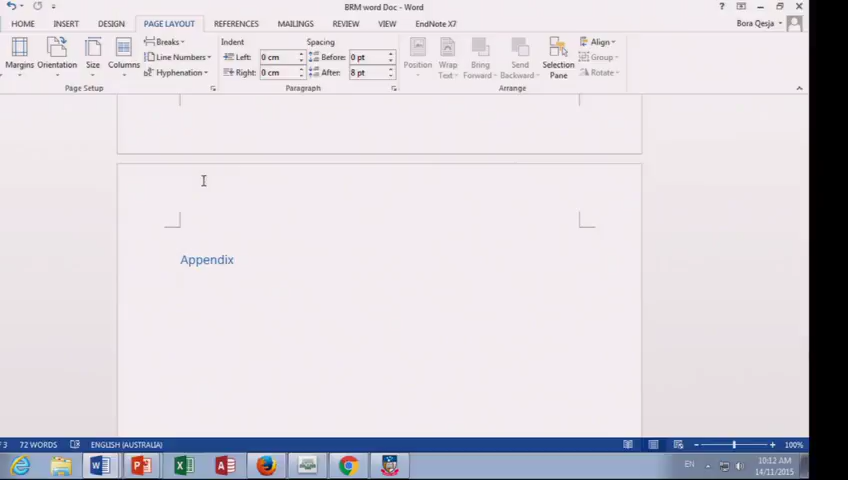 BRM word Doc - Word
HOME INSERT DESIGN PAGE LAYOUT REFERENCES MAILINGS REVIEW VIEW EndNote X7 Bora Qesja
Breaks Indent Spacing Align
Line Numbers Left: 0 cm Before: 0 pt Group
Hyphenation Right: 0 cm After: 8 pt Rotate
Margins Orientation Size Columns Position Wrap Text Bring Forward Send Backward Selection Pane
Page Setup Paragraph Arrange
Appendix
F 3 72 WORDS ENGLISH (AUSTRALIA) 100%
EN 10:12 AM
14/11/2015